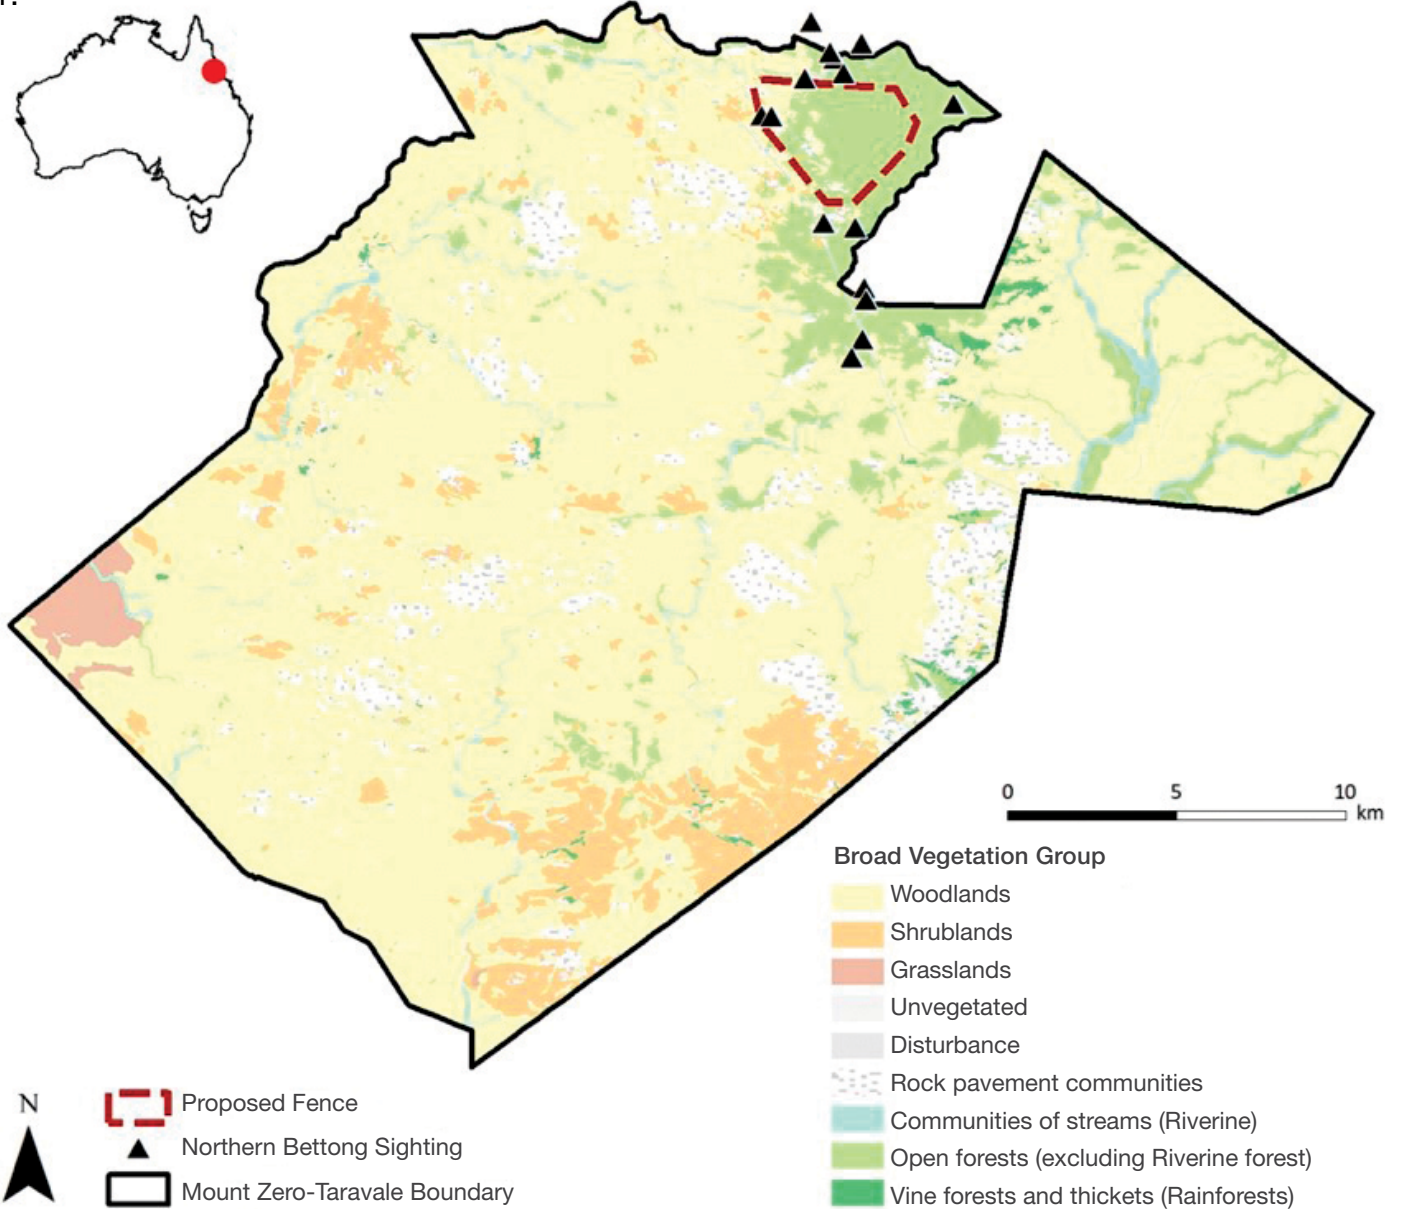 0 5 10
km
Broad Vegetation Group
Woodlands
Shrublands
Grasslands
Unvegetated
Disturbance
Rock pavement communities
Communities of streams (Riverine)
Open forests (excluding Riverine forest)
Vine forests and thickets (Rainforests)
N
Proposed Fence
Northern Bettong Sighting
Mount Zero-Taravale Boundary